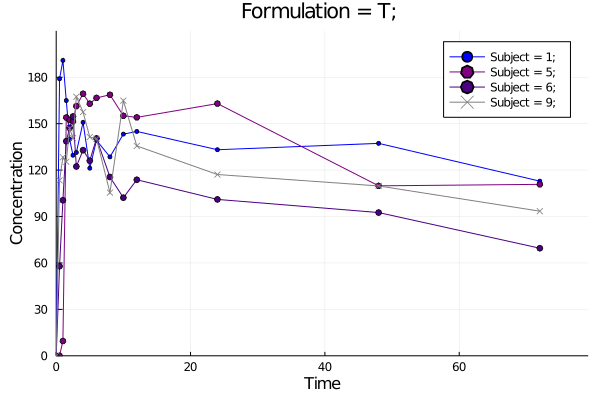 Formulation = T;
Subject = 1;
Subject = 5;
Subject = 6;
Subject = 9;
Concentration
180
150
120
90
60
30
0
0 20 40 60
Time